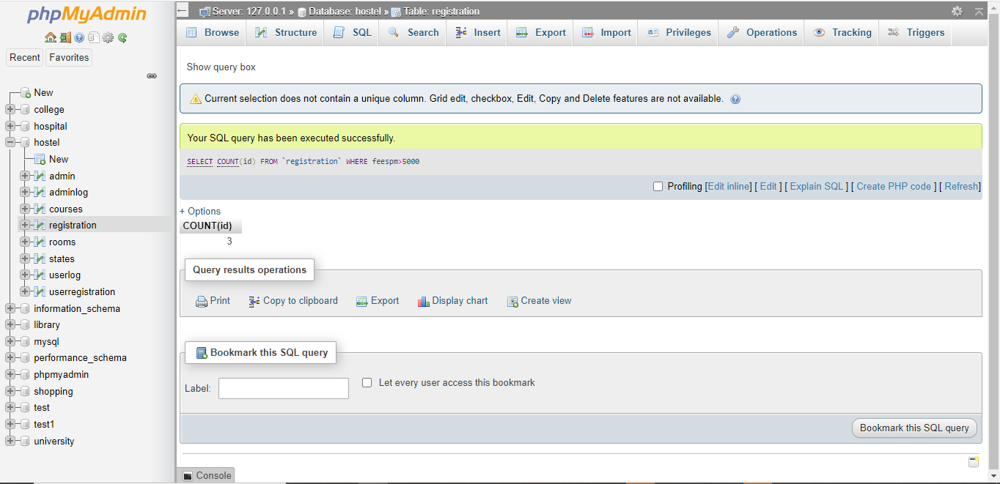 phpMyAdmin
Recent Favorites
New
college
hospital
hostel
New
admin
adminlog
courses
registration
rooms
states
userlog
userregistration
information_schema
library
mysql
performance_schema
phpmyadmin
shopping
test
test1
university
Server: 127.0.0.1 » Database: hostel » Table: registration
Browse Structure SQL Search Insert Export Import Privileges Operations Tracking Triggers
Show query box
Current selection does not contain a unique column. Grid edit, checkbox, Edit, Copy and Delete features are not available.
Your SQL query has been executed successfully.
SELECT COUNT(id) FROM `registration` WHERE feespm>5000
Profiling [Edit inline] [ Edit ] [ Explain SQL ] [ Create PHP code ] [ Refresh]
+ Options
COUNT(id)
3
Query results operations
Print Copy to clipboard Export Display chart Create view
Bookmark this SQL query
Label: Let every user access this bookmark
Bookmark this SQL query
Console